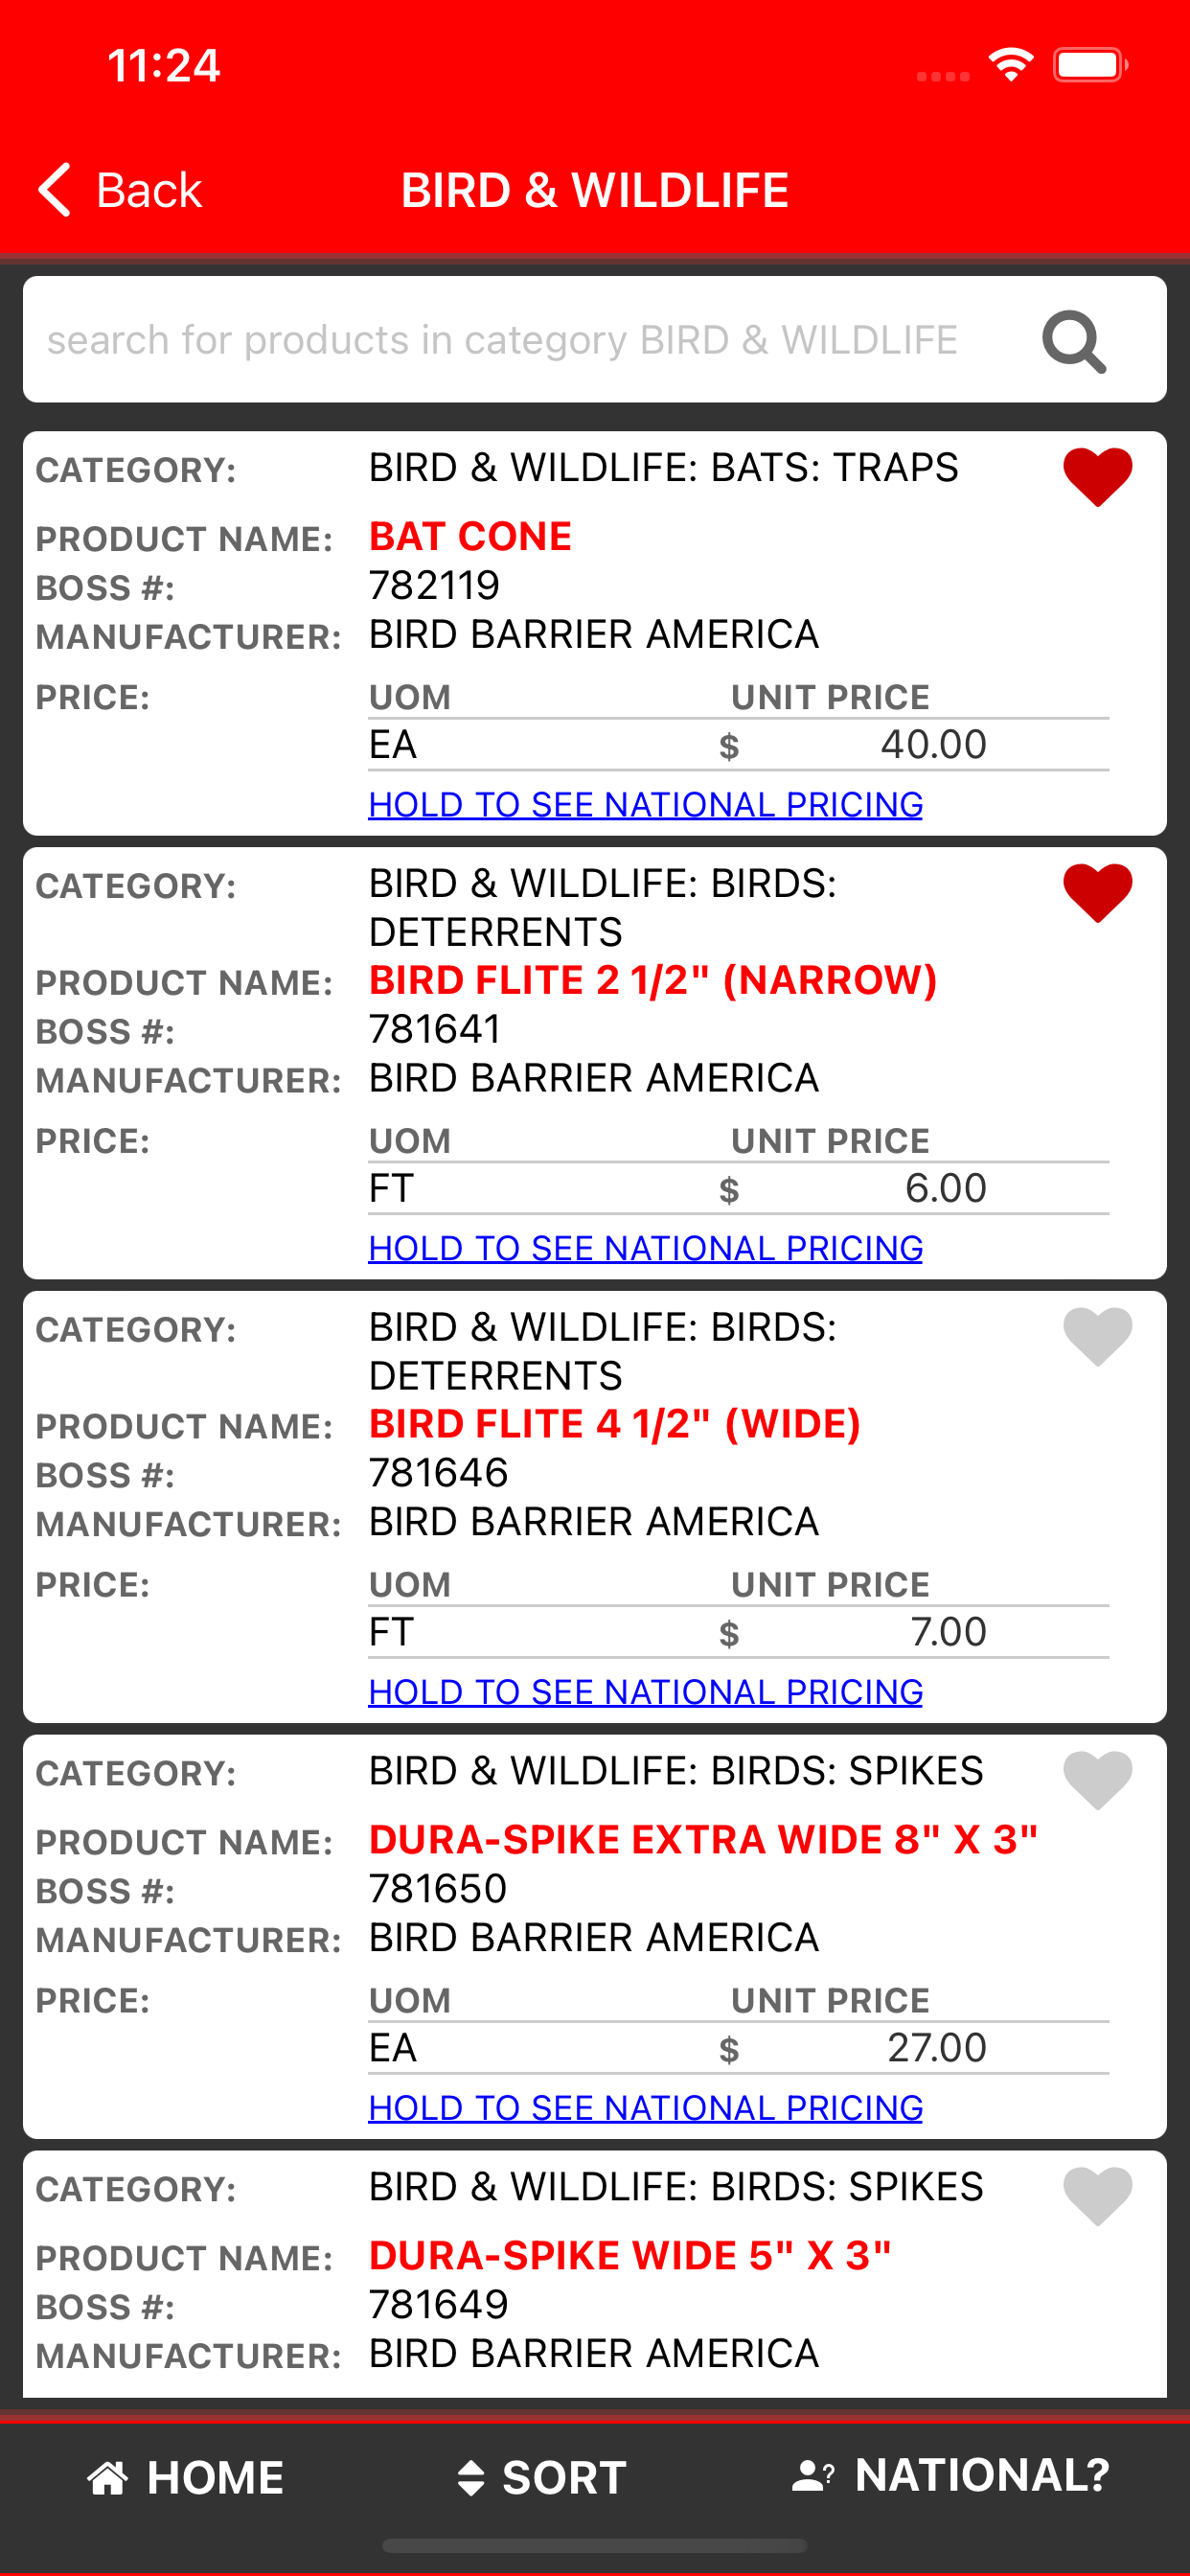 11:24
Back
BIRD & WILDLIFE
search for products in category BIRD & WILDLIFE
CATEGORY: BIRD & WILDLIFE: BATS: TRAPS
PRODUCT NAME: BAT CONE
BOSS #: 782119
MANUFACTURER: BIRD BARRIER AMERICA
PRICE: UOM UNIT PRICE
EA $ 40.00
HOLD TO SEE NATIONAL PRICING
CATEGORY: BIRD & WILDLIFE: BIRDS:
DETERRENTS
PRODUCT NAME: BIRD FLITE 2 1/2" (NARROW)
BOSS #: 781641
MANUFACTURER: BIRD BARRIER AMERICA
PRICE: UOM UNIT PRICE
FT $ 6.00
HOLD TO SEE NATIONAL PRICING
CATEGORY: BIRD & WILDLIFE: BIRDS:
DETERRENTS
PRODUCT NAME: BIRD FLITE 4 1/2" (WIDE)
BOSS #: 781646
MANUFACTURER: BIRD BARRIER AMERICA
PRICE: UOM UNIT PRICE
FT $ 7.00
HOLD TO SEE NATIONAL PRICING
CATEGORY: BIRD & WILDLIFE: BIRDS: SPIKES
PRODUCT NAME: DURA-SPIKE EXTRA WIDE 8" X 3"
BOSS #: 781650
MANUFACTURER: BIRD BARRIER AMERICA
PRICE: UOM UNIT PRICE
EA $ 27.00
HOLD TO SEE NATIONAL PRICING
CATEGORY: BIRD & WILDLIFE: BIRDS: SPIKES
PRODUCT NAME: DURA-SPIKE WIDE 5" X 3"
BOSS #: 781649
MANUFACTURER: BIRD BARRIER AMERICA
HOME
SORT
? NATIONAL?